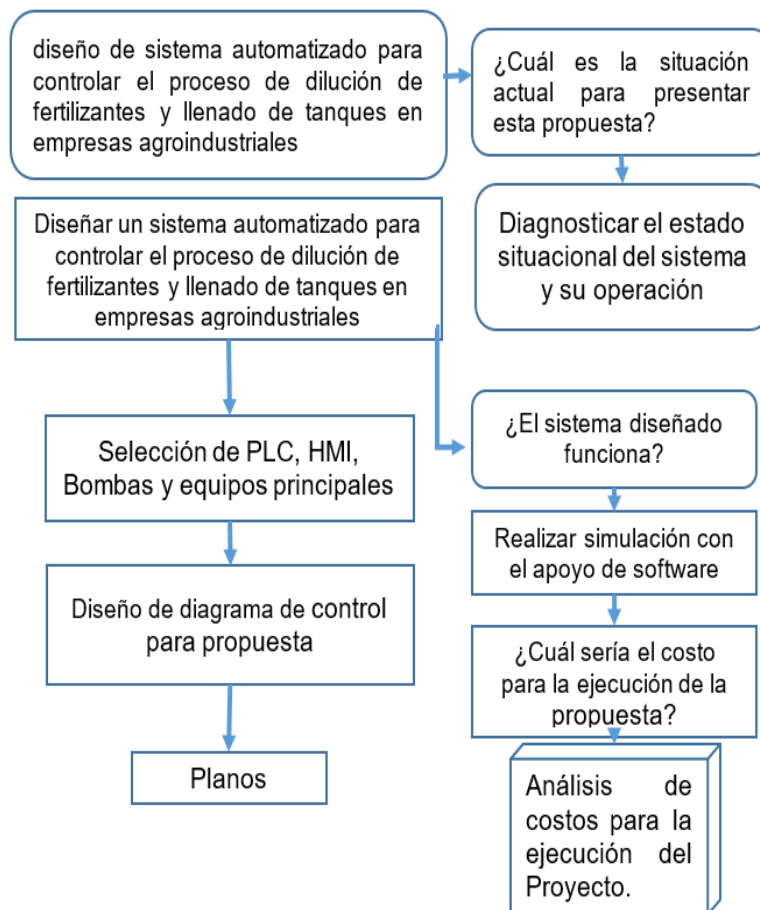 diseño de sistema automatizado para
controlar el proceso de dilución de
fertilizantes y llenado de tanques en
empresas agroindustriales
¿Cuál es la situación
actual para presentar
esta propuesta?
Diagnosticar el estado
situacional del sistema
y su operación
Diseñar un sistema automatizado para
controlar el proceso de dilución de
fertilizantes y llenado de tanques en
empresas agroindustriales
Selección de PLC, HMI,
Bombas y equipos principales
Diseño de diagrama de control
para propuesta
Planos
¿El sistema diseñado
funciona?
Realizar simulación con
el apoyo de software
¿Cuál sería el costo
para la ejecución de la
propuesta?
Análisis de
costos para la
ejecución del
Proyecto.